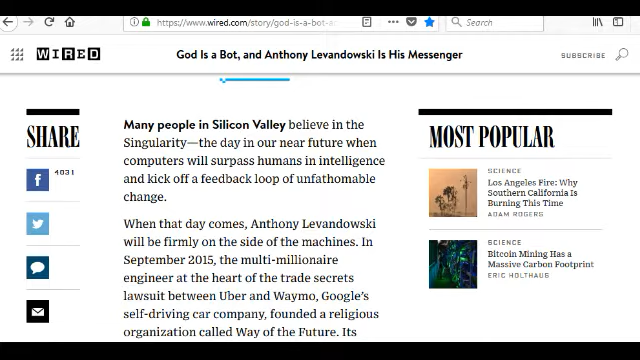 https://www.wired.com/story/god-is-a-bot-a
Search
WIRED
God Is a Bot, and Anthony Levandowski Is His Messenger
SUBSCRIBE
SHARE
4031
Many people in Silicon Valley believe in the
Singularity—the day in our near future when
computers will surpass humans in intelligence
and kick off a feedback loop of unfathomable
change.
When that day comes, Anthony Levandowski
will be firmly on the side of the machines. In
September 2015, the multi-millionaire
engineer at the heart of the trade secrets
lawsuit between Uber and Waymo, Google's
self-driving car company, founded a religious
organization called Way of the Future. Its
MOST POPULAR
SCIENCE
Los Angeles Fire: Why
Southern California Is
Burning This Time
ADAM ROGERS
SCIENCE
Bitcoin Mining Has a
Massive Carbon Footprint
ERIC HOLTHAUS